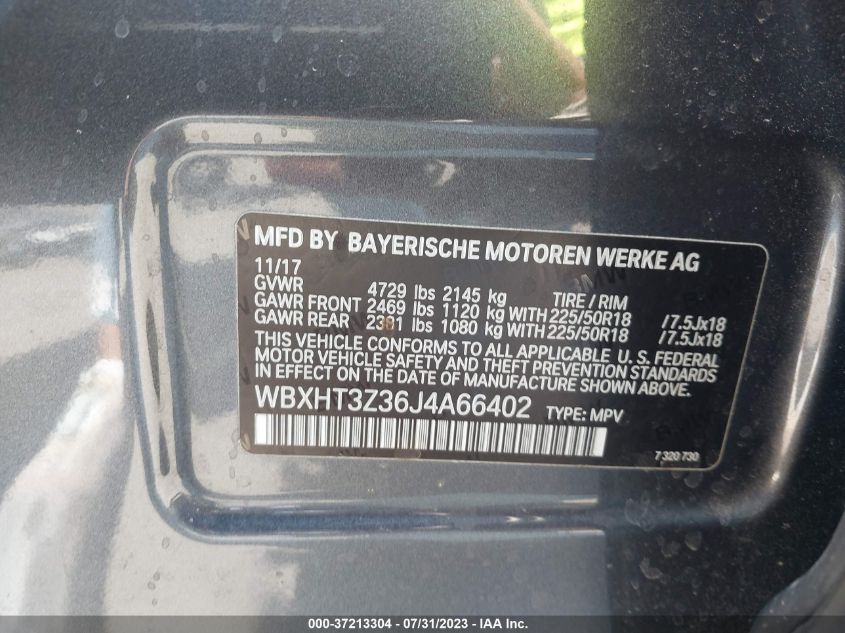 MFD BY BAYERISCHE MOTOREN WERKE AG
11/17
GVWR 4729 lbs 2145 kg TIRE / RIM
GAWR FRONT 2469 lbs 1120 kg WITH 225/50R18 /7.5Jx18
GAWR REAR 2381 lbs 1080 kg WITH 225/50R18 /7.5Jx18
THIS VEHICLE CONFORMS TO ALL APPLICABLE U. S. FEDERAL
MOTOR VEHICLE SAFETY AND THEFT PREVENTION STANDARDS
IN EFFECT ON THE DATE OF MANUFACTURE SHOWN ABOVE.
WBXHT3Z36J4A66402 TYPE: MPV
7 320 730
000-37213304 - 07/31/2023 - IAA Inc.